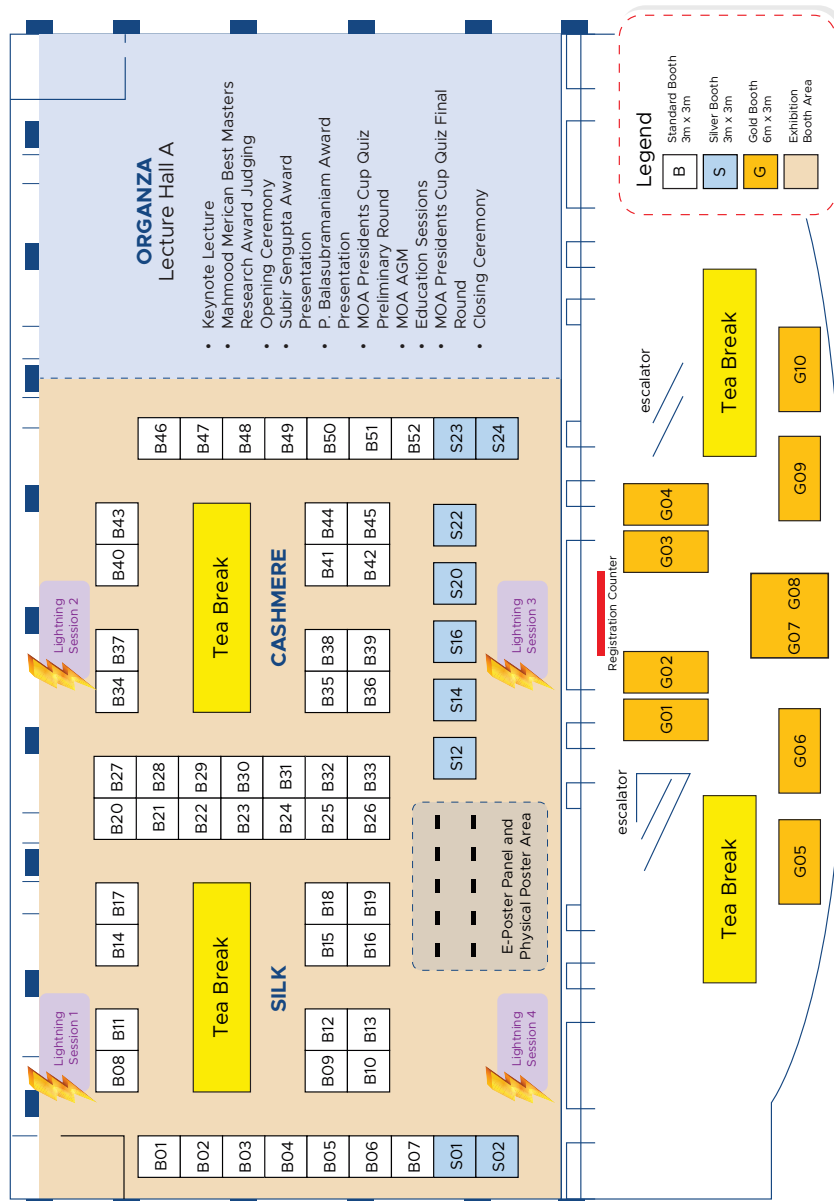 ORGANZA
Lecture Hall A
• Keynote Lecture
• Mahmood Merican Best Masters
Research Award Judging
• Opening Ceremony
• Subir Sengupta Award
Presentation
• P. Balasubramaniam Award
Presentation
• MOA Presidents Cup Quiz
Preliminary Round
• MOA AGM
• Education Sessions
• MOA Presidents Cup Quiz Final
Round
• Closing Ceremony
Legend
B
Standard Booth
3m x 3m
S
Silver Booth
3m x 3m
G
Gold Booth
6m x 3m
Exhibition
Booth Area
Lightning
Session 1
Lightning
Session 2
B01
B02
B03
B04
B05
B06
B07
S01
S02
B08
B11
B14
B17
Tea Break
SILK
B09
B12
B10
B13
B15
B18
B16
B19
B20
B27
B21
B28
B22
B29
B23
B30
B24
B31
B25
B32
B26
B33
B34
B37
B40
B43
Tea Break
CASHMERE
B35
B38
B36
B39
B41
B44
B42
B45
B46
B47
B48
B49
B50
B51
B52
S23
S24
S12
S14
S16
S20
S22
E-Poster Panel and
Physical Poster Area
Lightning
Session 4
Lightning
Session 3
escalator
Registration Counter
escalator
G01
G02
G03
G04
Tea Break
Tea Break
G05
G06
G07
G08
G09
G10